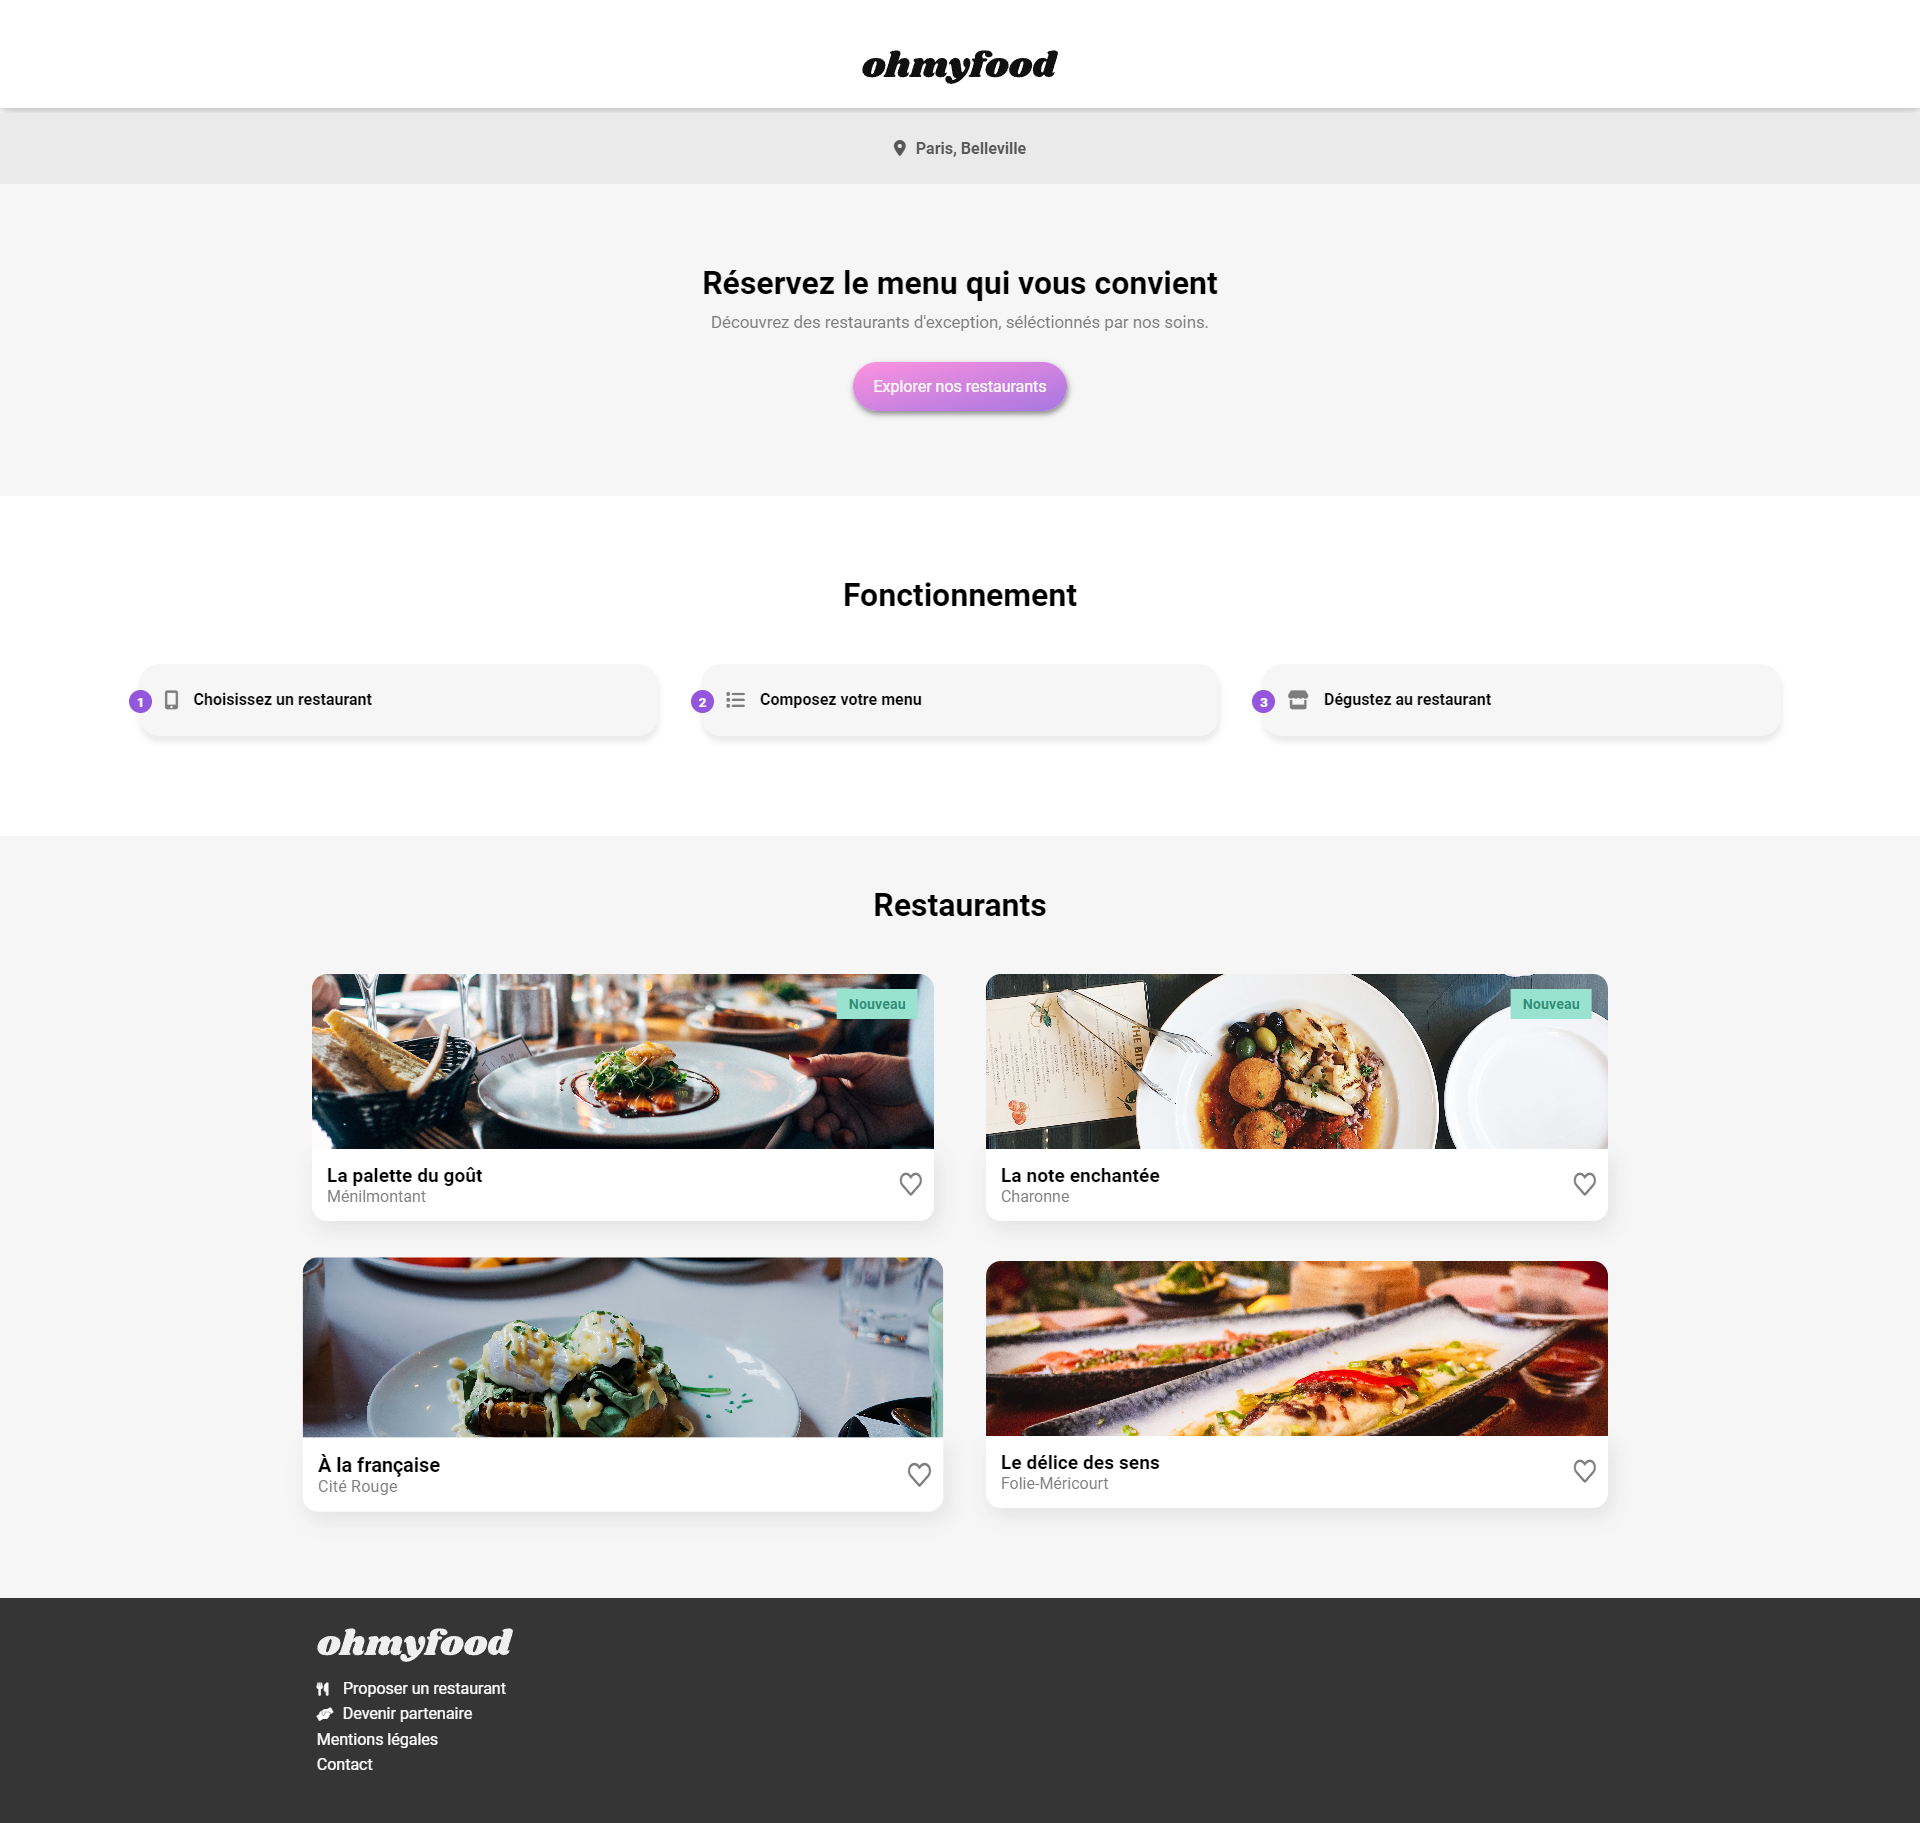 ohmyfood
Paris, Belleville
Réservez le menu qui vous convient
Découvrez des restaurants d'exception, séléctionnés par nos soins.
Explorer nos restaurants
Fonctionnement
1 Choisissez un restaurant
2 Composez votre menu
3 Dégustez au restaurant
Restaurants
Nouveau
La palette du goût
Ménilmontant
THE BITE
Nouveau
La note enchantée
Charonne
À la française
Cité Rouge
Le délice des sens
Folie-Méricourt
ohmyfood
Proposer un restaurant
Devenir partenaire
Mentions légales
Contact